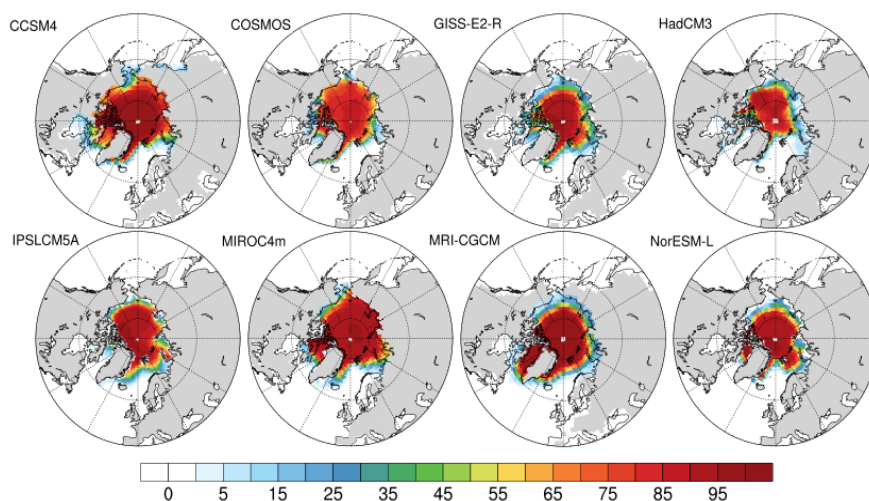 CCSM4 COSMOS GISS-E2-R HadCM3
IPSLCM5A MIROC4m MRI-CGCM NorESM-L
0 5 15 25 35 45 55 65 75 85 95